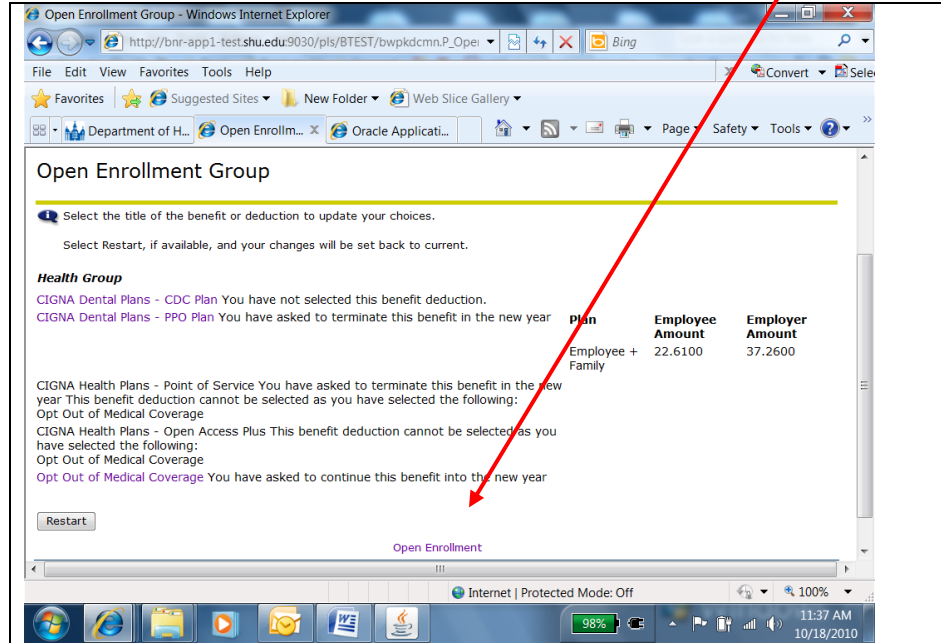 Open Enrollment Group - Windows Internet Explorer
http://bnr-app1-test.shu.edu:9030/pls/BTEST/bwpkdcmn.P_Ope
Bing
File Edit View Favorites Tools Help
Convert
Sele
Favorites Suggested Sites New Folder Web Slice Gallery
Department of H... Open Enrollm... X Oracle Applicati... Page Safety Tools »
Open Enrollment Group
Select the title of the benefit or deduction to update your choices.
Select Restart, if available, and your changes will be set back to current.
Health Group
CIGNA Dental Plans - CDC Plan You have not selected this benefit deduction.
CIGNA Dental Plans - PPO Plan You have asked to terminate this benefit in the new year
Plan Employee Amount Employer Amount
Employee + Family 22.6100 37.2600
CIGNA Health Plans - Point of Service You have asked to terminate this benefit in the new
year This benefit deduction cannot be selected as you have selected the following:
Opt Out of Medical Coverage
CIGNA Health Plans - Open Access Plus This benefit deduction cannot be selected as you
have selected the following:
Opt Out of Medical Coverage
Opt Out of Medical Coverage You have asked to continue this benefit into the new year
Restart
Open Enrollment
Internet | Protected Mode: Off 100%
98% 11:37 AM
10/18/2010